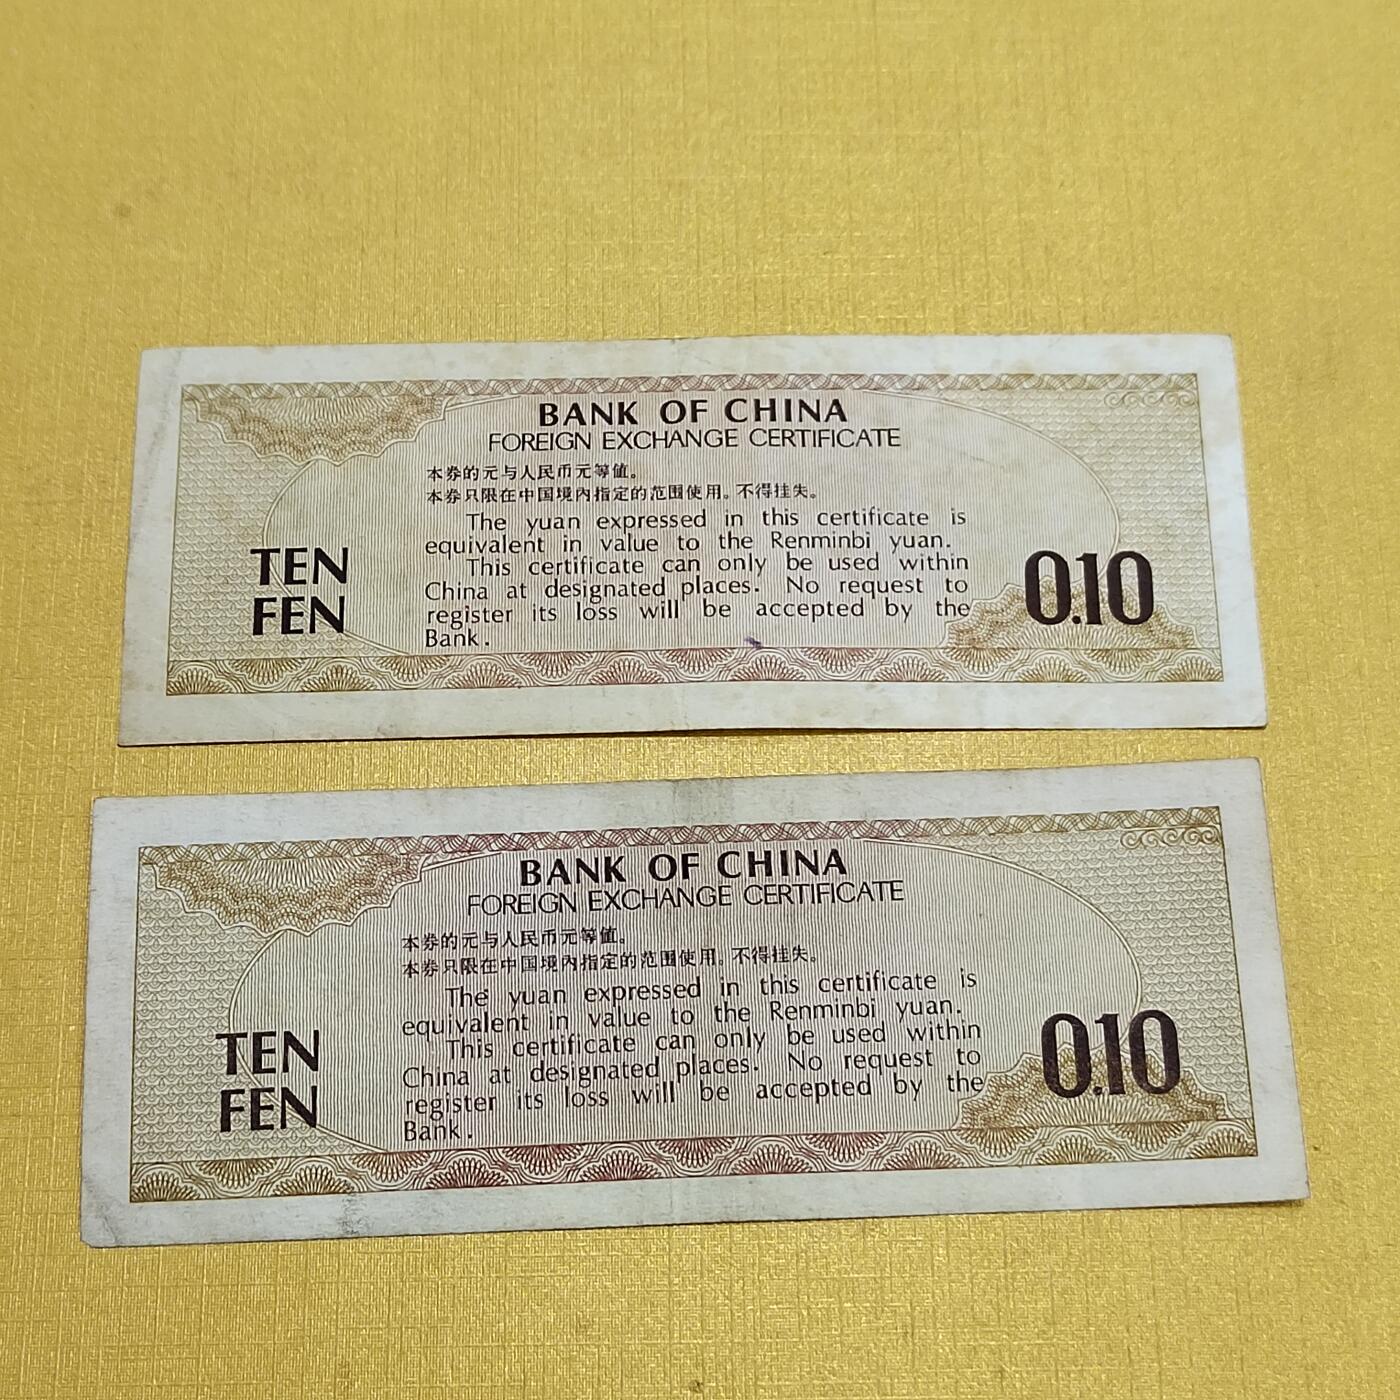 BANK OF CHINA
FOREIGN EXCHANGE CERTIFICATE
本券的元与人民币元等值。
本券只限在中国境内指定的范围使用。不得挂失。
The yuan expressed in this certificate is
equivalent in value to the Renminbi yuan.
This certificate can only be used within
China at designated places. No request to
register its loss will be accepted by the
Bank.
TEN
FEN
0.10
BANK OF CHINA
FOREIGN EXCHANGE CERTIFICATE
本券的元与人民币元等值。
本券只限在中国境内指定的范围使用。不得挂失。
The yuan expressed in this certificate is
equivalent in value to the Renminbi yuan.
This certificate can only be used within
China at designated places. No request to
register its loss will be accepted by the
Bank.
TEN
FEN
0.10